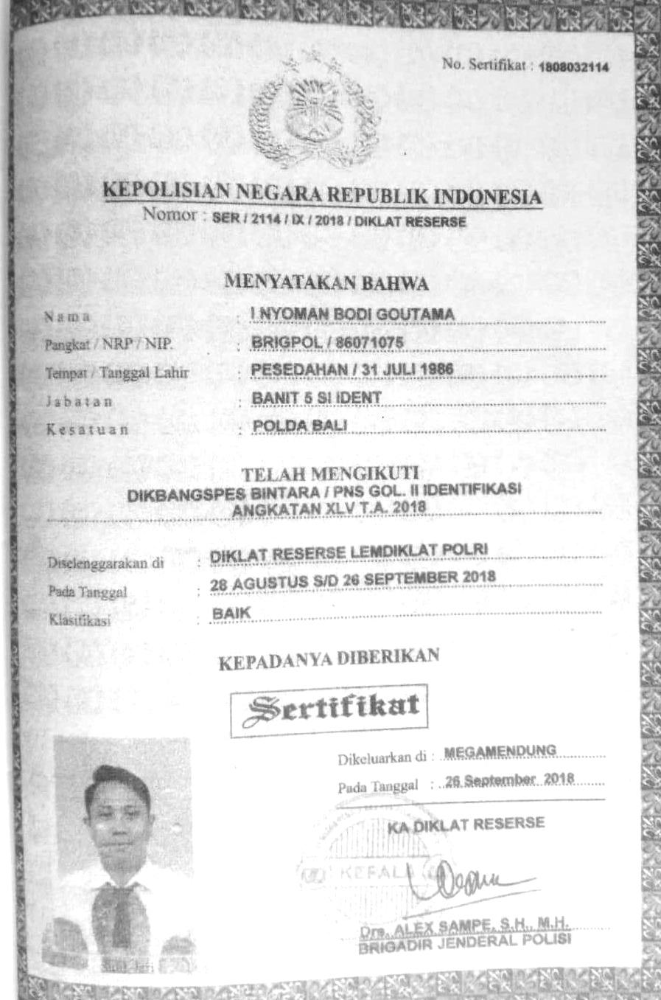 No. Sertifikat : 1808032114
KEPOLISIAN NEGARA REPUBLIK INDONESIA
Nomor : SER / 2114 / IX / 2018 / DIKLAT RESERSE
MENYATAKAN BAHWA
Nama : I NYOMAN BODI GOUTAMA
Pangkat / NRP / NIP. : BRIGPOL / 86071075
Tempat / Tanggal Lahir : PESEDAHAN / 31 JULI 1986
Jabatan : BANIT 5 SI IDENT
Kesatuan : POLDA BALI
TELAH MENGIKUTI
DIKBANGSPES BINTARA / PNS GOL. II IDENTIFIKASI
ANGKATAN XLV T.A. 2018
Diselenggarakan di : DIKLAT RESERSE LEMDIKLAT POLRI
Pada Tanggal : 28 AGUSTUS S/D 26 SEPTEMBER 2018
Klasifikasi : BAIK
KEPADANYA DIBERIKAN
Sertifikat
Dikeluarkan di : MEGAMENDUNG
Pada Tanggal : 26 September 2018
KA DIKLAT RESERSE
KEPALA
Drs. ALEX SAMPE, S.H., M.H.
BRIGADIR JENDERAL POLISI